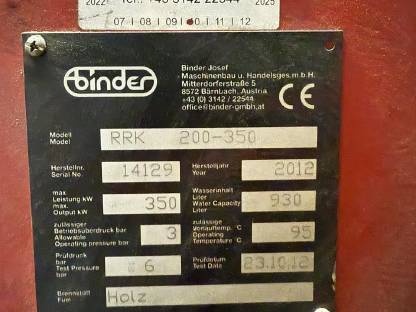 2022
Tel.: +43 3142 22544
2025
07 | 08 | 09 | 10 | 11 | 12
binder
Binder Josef
Maschinenbau u. Handelsges.m.b.H.
Mitterdorferstraße 5
8572 Bärnbach, Austria
+43 (0) 3142 / 22544
office@binder-gmbh.at
CE
Modell
Model
RRK 200-350
Herstellnr.
Serial No.
14129
Herstelljahr
Year
2012
max.
Leistung kW
max.
Output kW
350
Wasserinhalt
Liter
Water Capacity
Liter
930
zulässiger
Betriebsüberdruck bar
Allowable
Operating pressure bar
3
zulässige
Vorlauftemp. °C
Operating
Temperature °C
95
Prüfdruck
bar
Test Pressure
bar
6
Prüfdatum
Test Date
23.10.12
Brennstoff
Fuel
Holz